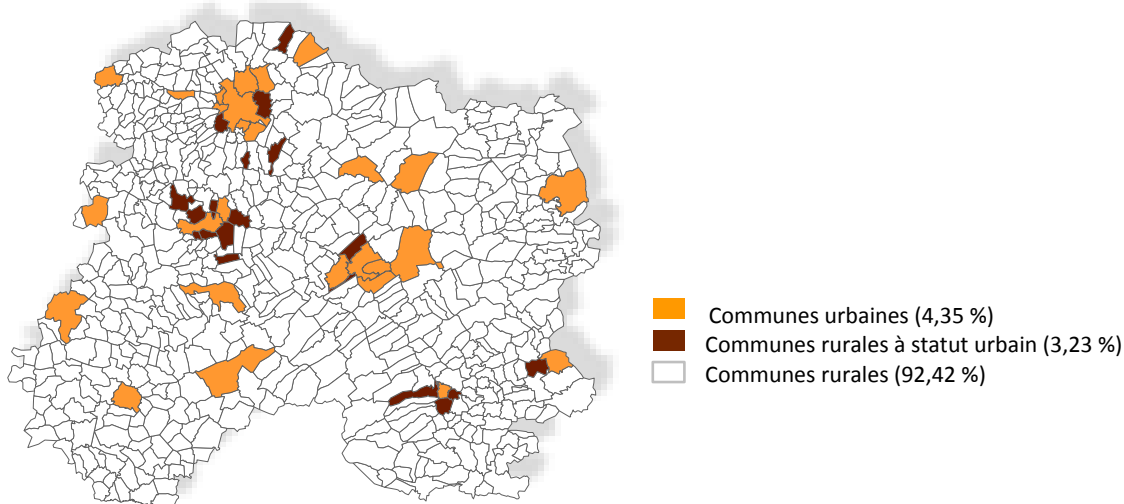 Communes urbaines (4,35 %)
Communes rurales à statut urbain (3,23 %)
Communes rurales (92,42 %)